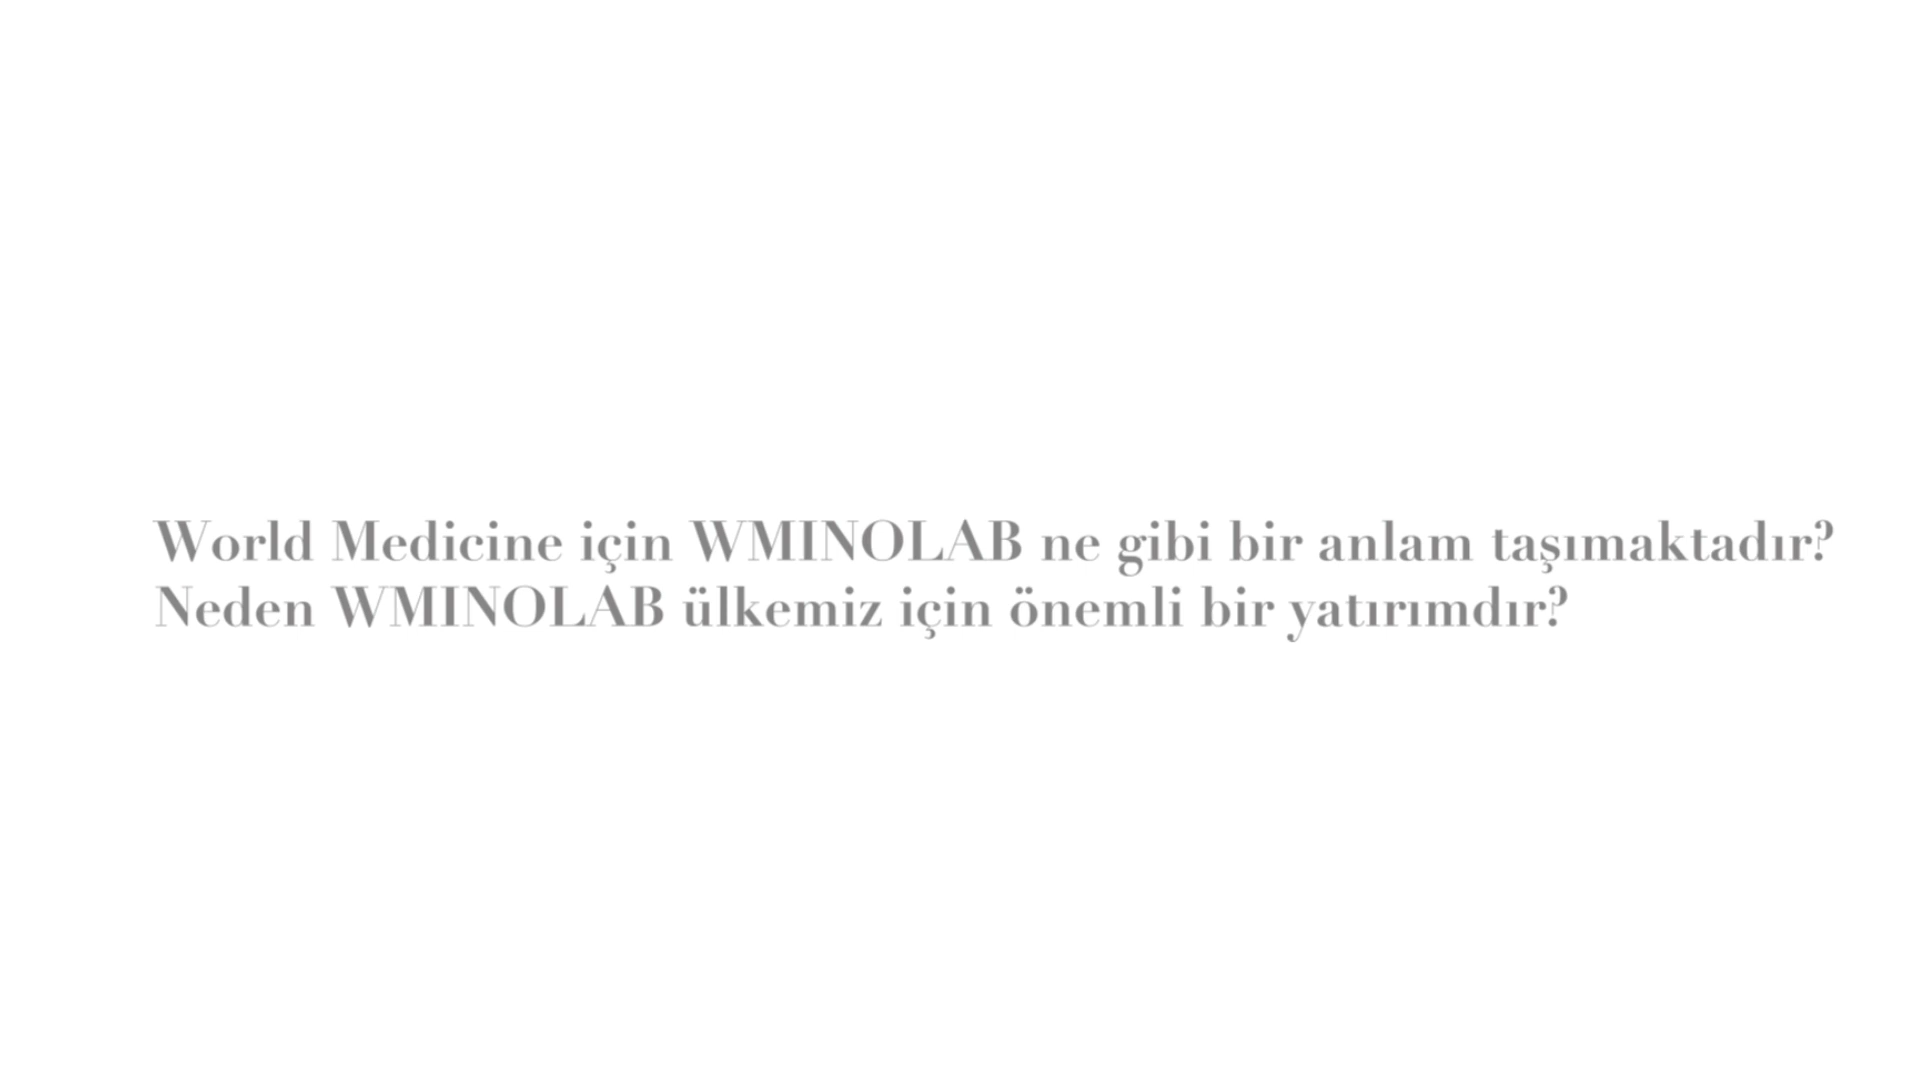 World Medicine için WMINOLAB ne gibi bir anlam taşımaktadır?
Neden WMINOLAB ülkemiz için önemli bir yatırımdır?